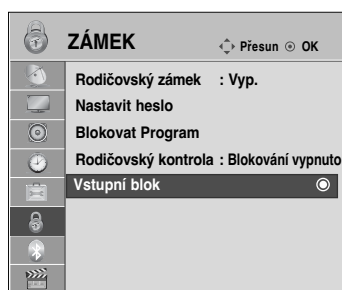 ZÁMEK
Přesun OK
Rodičovský zámek : Vyp.
Nastavit heslo
Blokovat Program
Rodičovský kontrola : Blokování vypnuto
Vstupní blok